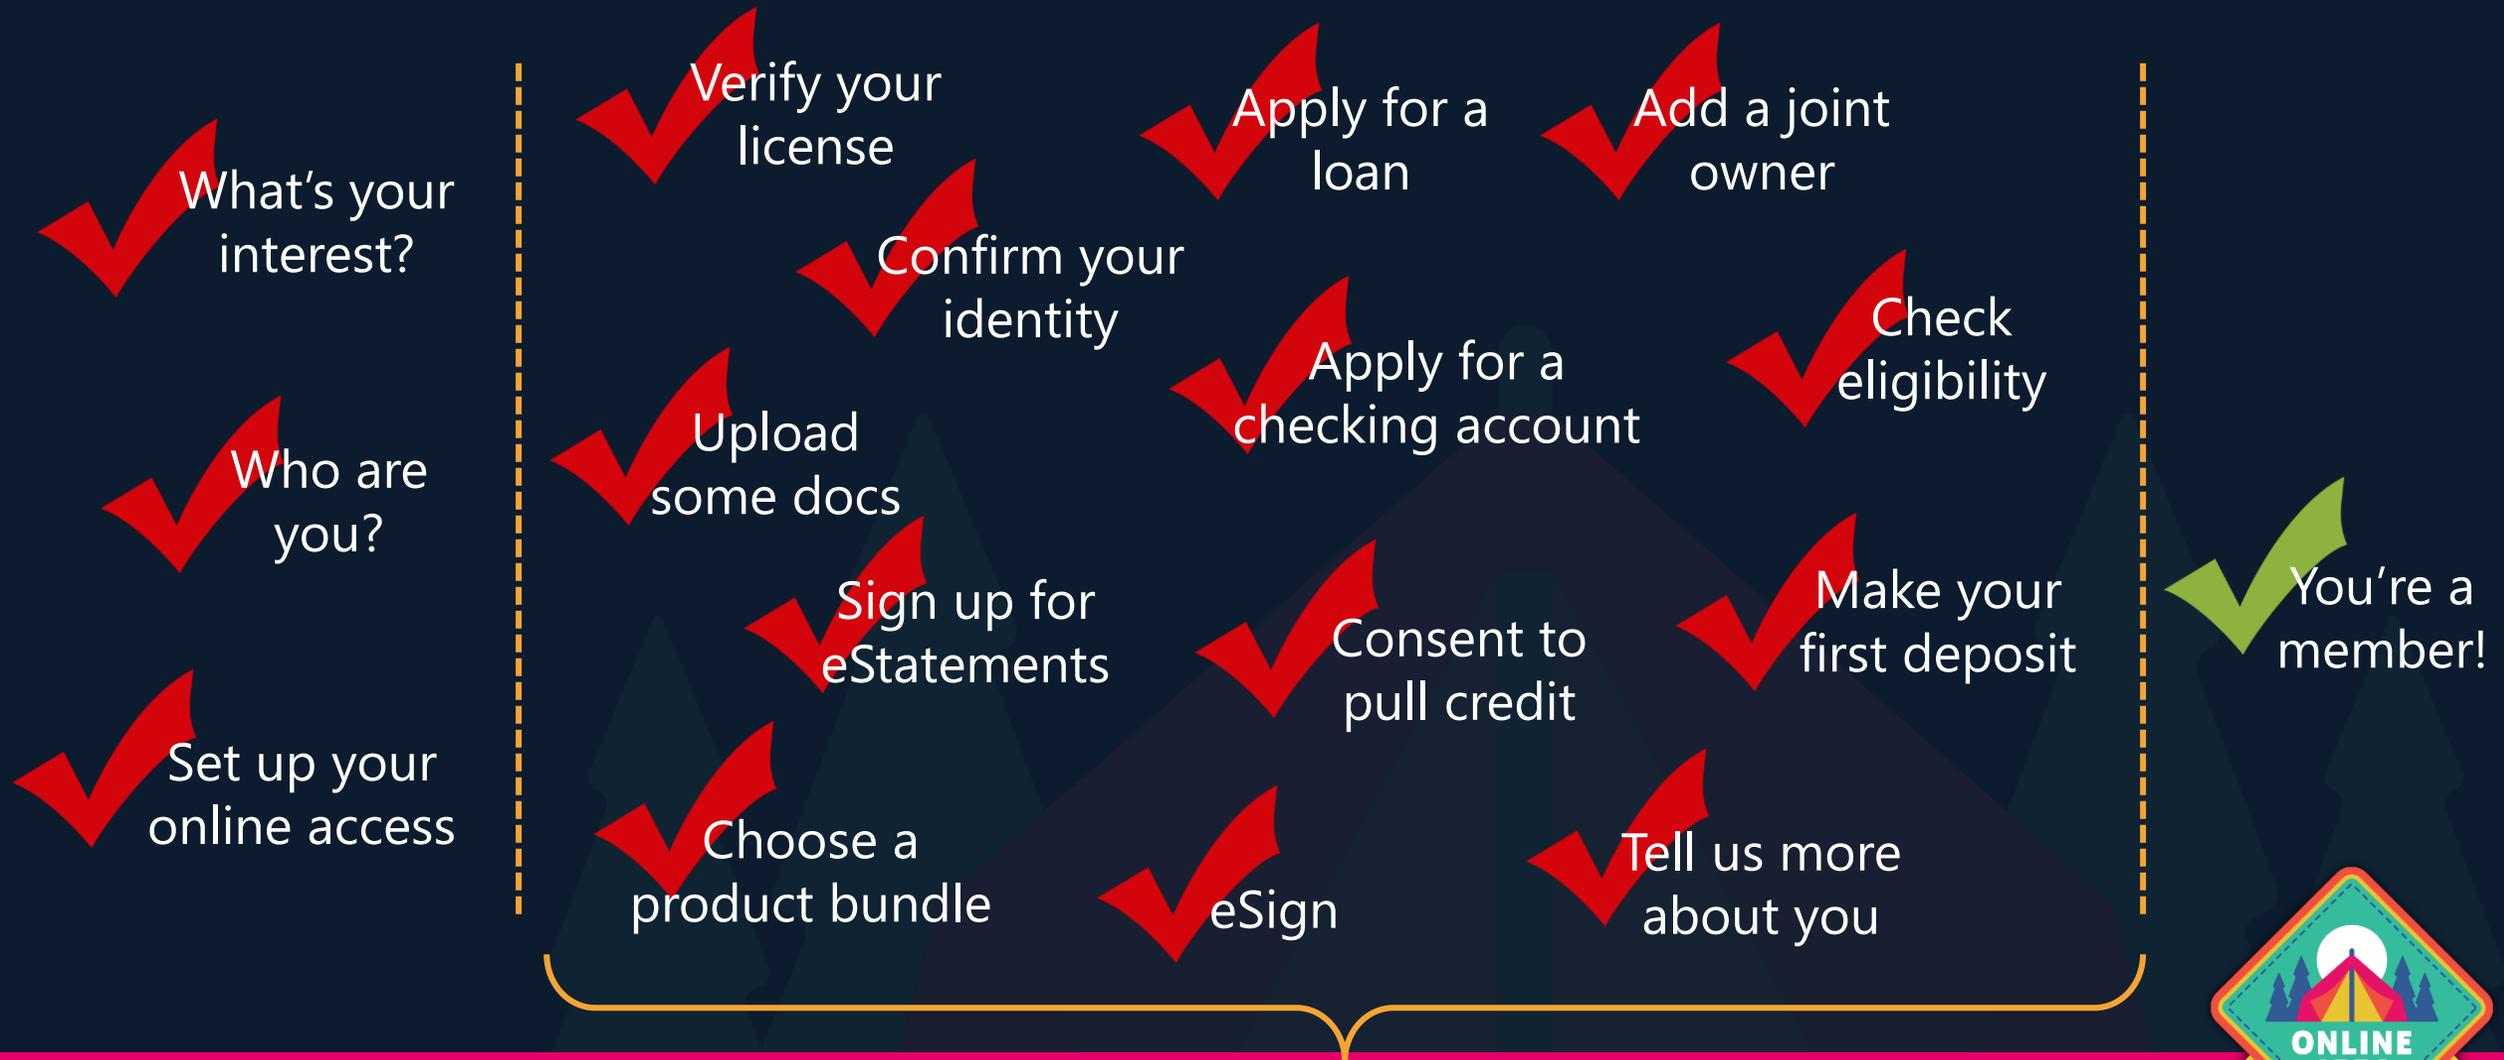 What's your
interest?
Who are
you?
Set up your
online access
Verify your
license
Confirm your
identity
Upload
some docs
Sign up for
eStatements
Choose a
product bundle
Apply for a
loan
Add a joint
owner
Apply for a
checking account
Check
eligibility
Consent to
pull credit
Make your
first deposit
eSign
Tell us more
about you
You're a
member!
ONLINE